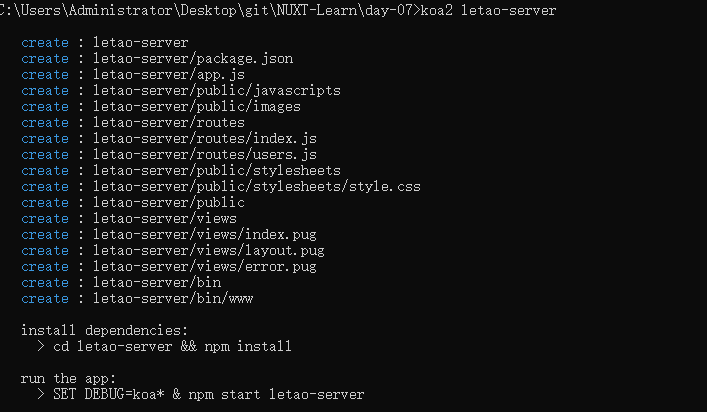 C:\Users\Administrator\Desktop\git\NUXT-Learn\day-07>koa2 letao-server
create : letao-server
create : letao-server/package.json
create : letao-server/app.js
create : letao-server/public/javascripts
create : letao-server/public/images
create : letao-server/routes
create : letao-server/routes/index.js
create : letao-server/routes/users.js
create : letao-server/public/stylesheets
create : letao-server/public/stylesheets/style.css
create : letao-server/public
create : letao-server/views
create : letao-server/views/index.pug
create : letao-server/views/layout.pug
create : letao-server/views/error.pug
create : letao-server/bin
create : letao-server/bin/www
install dependencies:
> cd letao-server && npm install
run the app:
> SET DEBUG=koa* & npm start letao-server